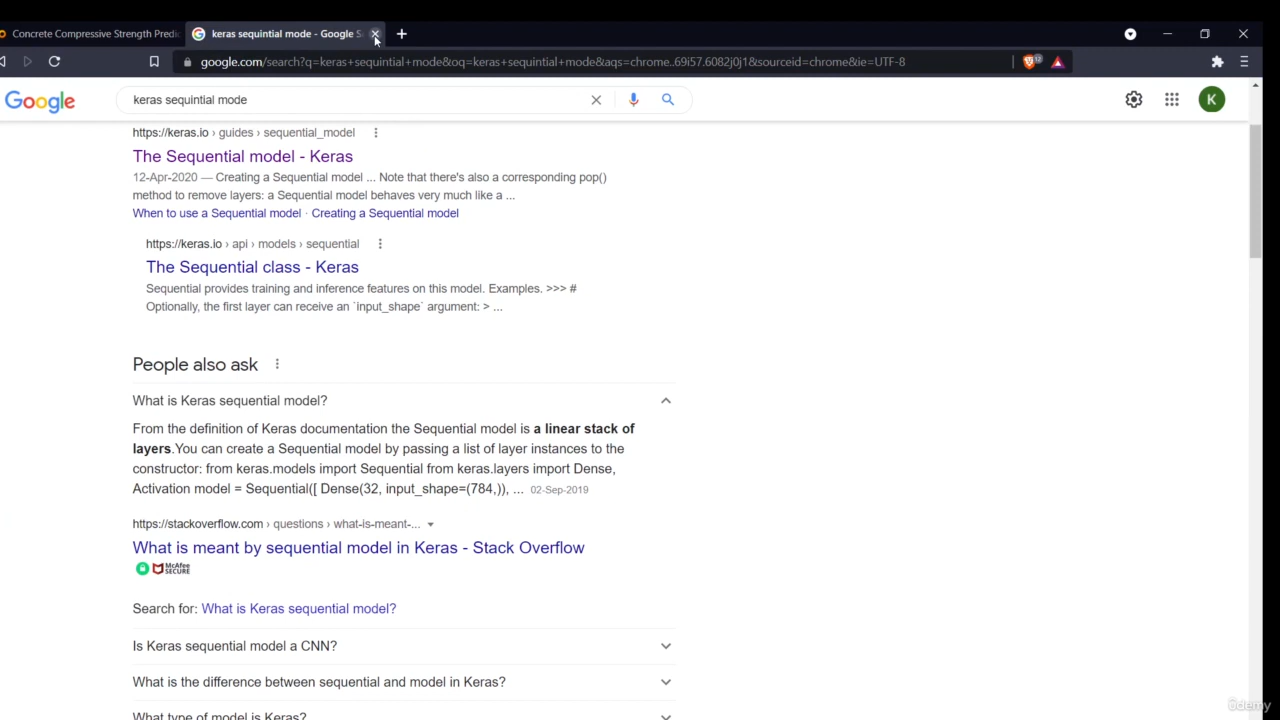 Concrete Compressive Strength Predi
keras sequintial mode - Google S
google.com/search?q=keras+sequintial+mode&oq=keras+sequintial+mode&aqs=chrome..69i57.6082j0j1&sourceid=chrome&ie=UTF-8
12
Google
keras sequintial mode
K
https://keras.io › guides › sequential_model
The Sequential model - Keras
12-Apr-2020 — Creating a Sequential model ... Note that there's also a corresponding pop()
method to remove layers: a Sequential model behaves very much like a ...
When to use a Sequential model · Creating a Sequential model
https://keras.io › api › models › sequential
The Sequential class - Keras
Sequential provides training and inference features on this model. Examples. >>> #
Optionally, the first layer can receive an `input_shape` argument: > ...
People also ask
What is Keras sequential model?
From the definition of Keras documentation the Sequential model is a linear stack of
layers.You can create a Sequential model by passing a list of layer instances to the
constructor: from keras.models import Sequential from keras.layers import Dense,
Activation model = Sequential([ Dense(32, input_shape=(784,)), ... 02-Sep-2019
https://stackoverflow.com › questions › what-is-meant-...
What is meant by sequential model in Keras - Stack Overflow
McAfee
SECURE
Search for: What is Keras sequential model?
Is Keras sequential model a CNN?
What is the difference between sequential and model in Keras?
What type of model is Keras?
ûdemy